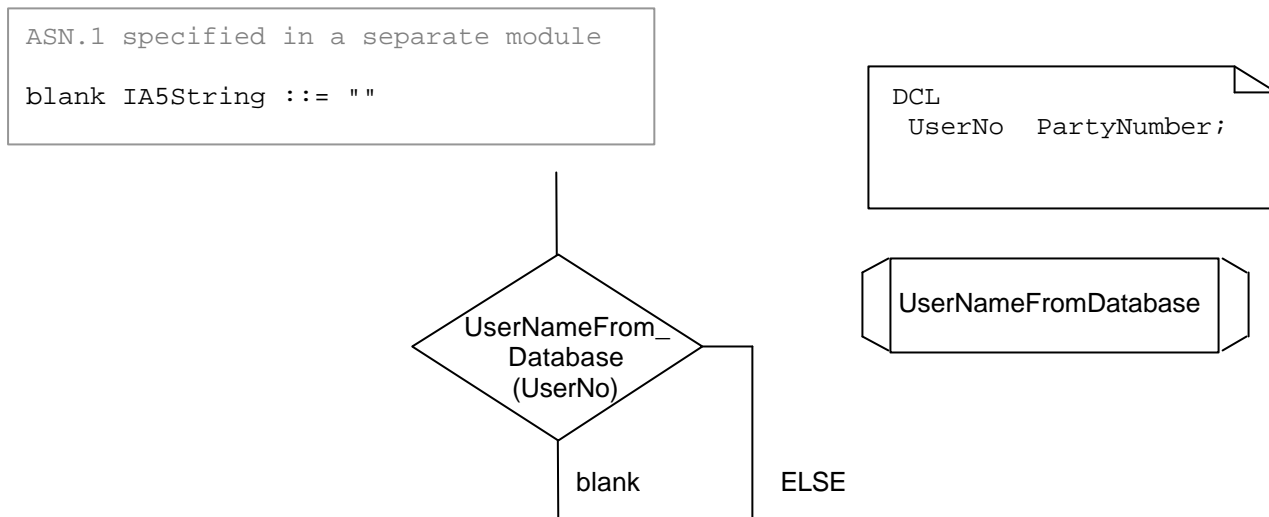 ASN.1 specified in a separate module
blank IA5String ::= ""
DCL
UserNo PartyNumber;
UserNameFromDatabase
UserNameFrom_
Database
(UserNo)
blank
ELSE